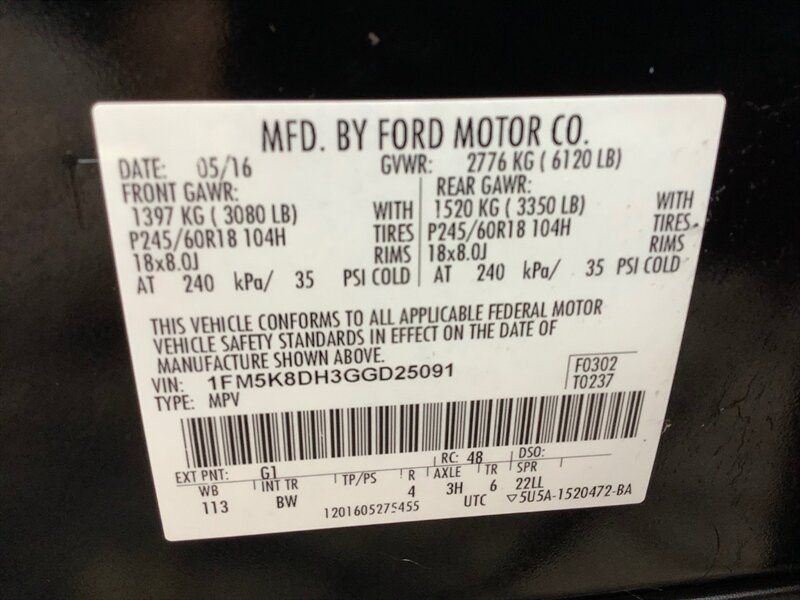 MFD. BY FORD MOTOR CO.
DATE: 05/16 GVWR: 2776 KG ( 6120 LB)
FRONT GAWR: REAR GAWR:
1397 KG ( 3080 LB) WITH 1520 KG ( 3350 LB) WITH
P245/60R18 104H TIRES P245/60R18 104H TIRES
18x8.0J RIMS 18x8.0J RIMS
AT 240 kPa/ 35 PSI COLD AT 240 kPa/ 35 PSI COLD
THIS VEHICLE CONFORMS TO ALL APPLICABLE FEDERAL MOTOR
VEHICLE SAFETY STANDARDS IN EFFECT ON THE DATE OF
MANUFACTURE SHOWN ABOVE.
VIN: 1FM5K8DH3GGD25091 F0302
TYPE: MPV T0237
EXT PNT: G1 RC: 48 DSO:
WB INT TR TP/PS R AXLE TR SPR
113 BW 4 3H 6 22LL
1201605275455 UTC ▽5U5A-1520472-BA